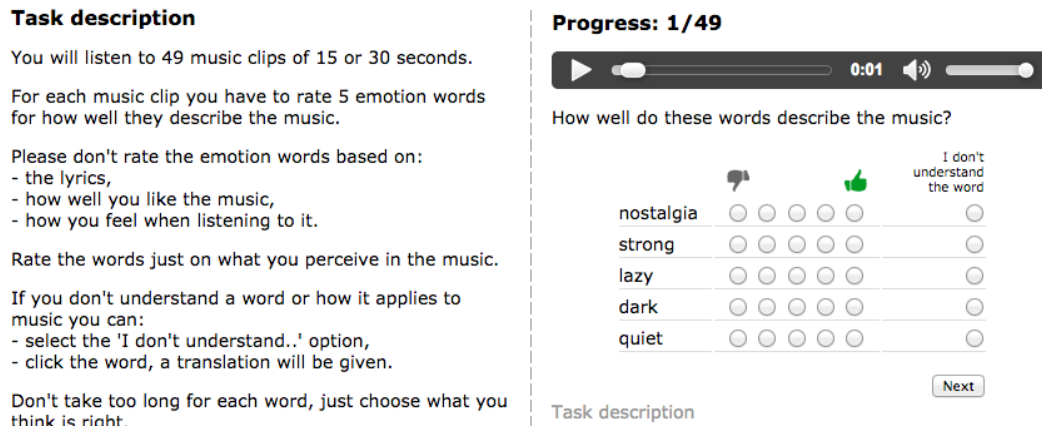 Task description
You will listen to 49 music clips of 15 or 30 seconds.
For each music clip you have to rate 5 emotion words
for how well they describe the music.
Please don't rate the emotion words based on:
- the lyrics,
- how well you like the music,
- how you feel when listening to it.
Rate the words just on what you perceive in the music.
If you don't understand a word or how it applies to
music you can:
- select the 'I don't understand..' option,
- click the word, a translation will be given.
Don't take too long for each word, just choose what you
think is right.
Progress: 1/49
0:01
How well do these words describe the music?
I don't
understand
the word
nostalgia
strong
lazy
dark
quiet
Next
Task description